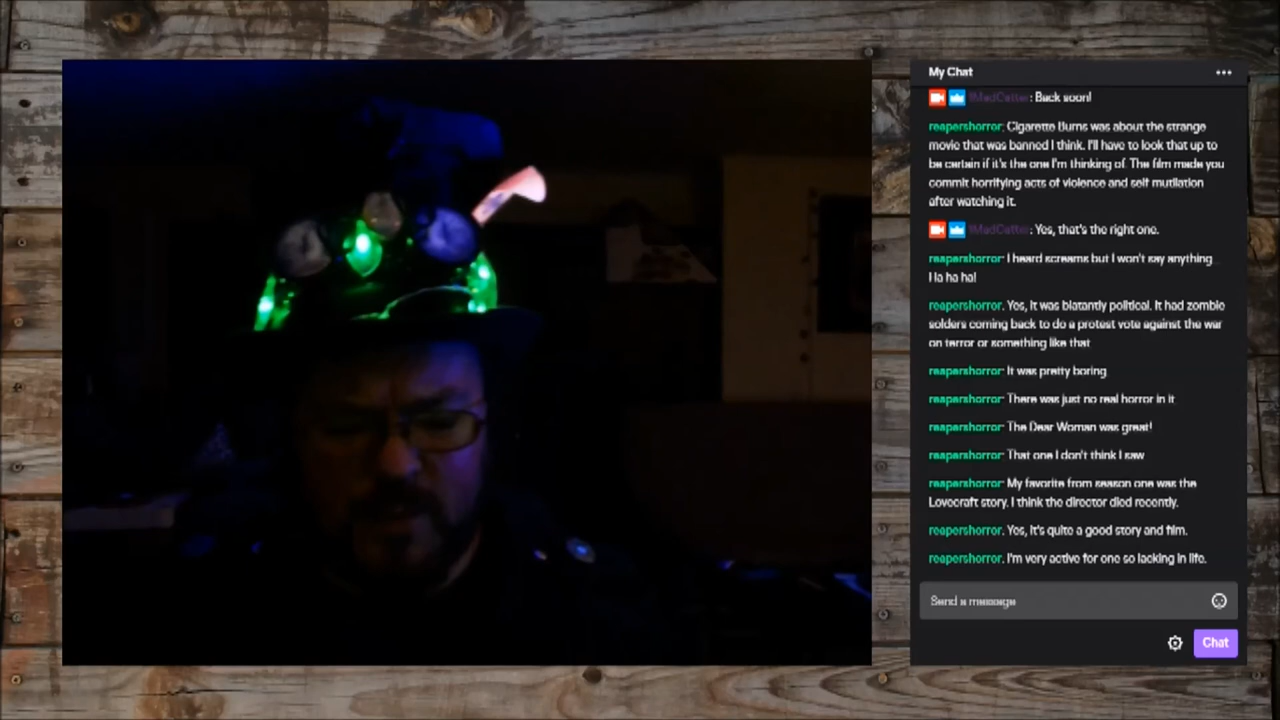 My Chat
!MadCatter: Back soon!
reapershorror: Cigarette Burns was about the strange
movie that was banned I think. I'll have to look that up to
be certain if it's the one I'm thinking of. The film made you
commit horrifying acts of violence and self mutilation
after watching it.
!MadCatter: Yes, that's the right one.
reapershorror: I heard screams but I won't say anything...
Ha ha ha!
reapershorror: Yes, it was blatantly political. It had zombie
solders coming back to do a protest vote against the war
on terror or something like that
reapershorror: It was pretty boring
reapershorror: There was just no real horror in it
reapershorror: The Dear Woman was great!
reapershorror: That one I don't think I saw
reapershorror: My favorite from season one was the
Lovecraft story. I think the director died recently.
reapershorror: Yes, it's quite a good story and film.
reapershorror: I'm very active for one so lacking in life.
Send a message
Chat